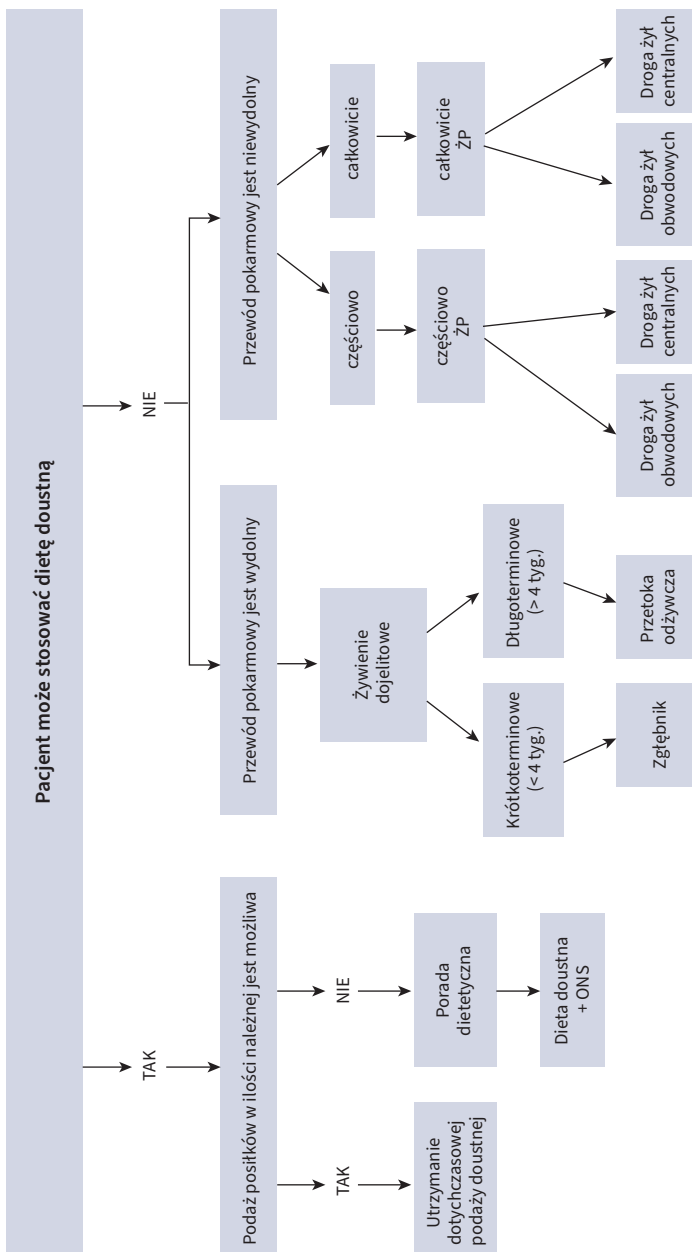 Pacjent może stosować dietę doustną
TAK
NIE
Podaż posiłków w ilości należnej jest możliwa
Przewód pokarmowy jest wydolny
Przewód pokarmowy jest niewydolny
TAK
NIE
Żywienie
dojelitowe
częściowo
całkowicie
Utrzymanie
dotychczasowej
podaży doustnej
Porada
dietetyczna
częściowo
ŻP
całkowicie
ŻP
Krótkoterminowe
(< 4 tyg.)
Długoterminowe
(> 4 tyg.)
Dieta doustna
+ ONS
Zgłębnik
Przetoka
odżywcza
Droga żył
obwodowych
Droga żył
centralnych
Droga żył
obwodowych
Droga żył
centralnych